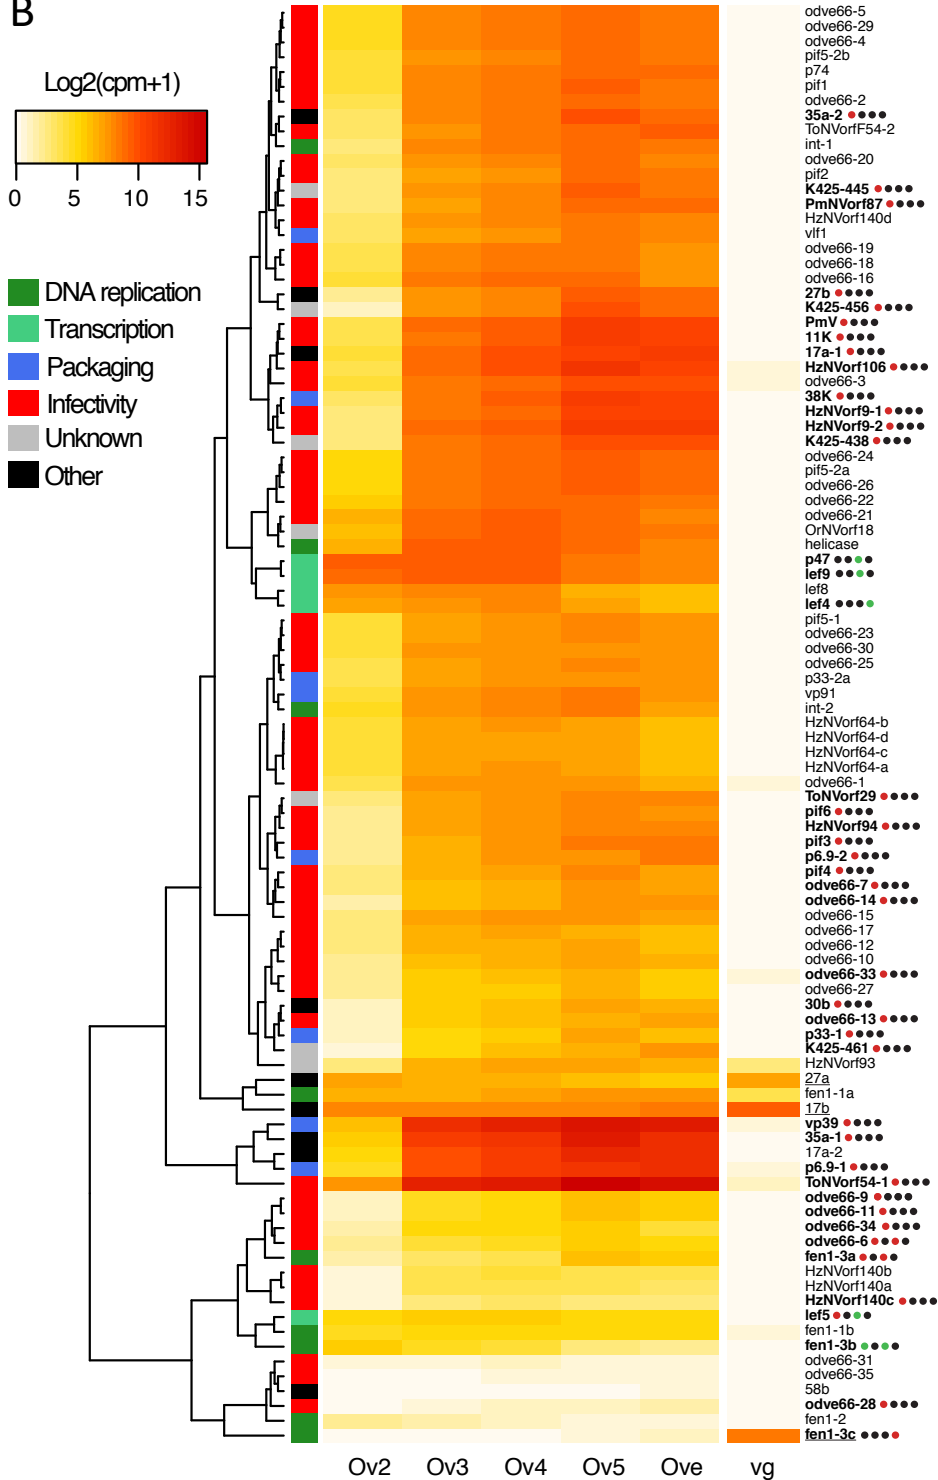 B
Log2(cpm+1)
0 5 10 15
DNA replication
Transcription
Packaging
Infectivity
Unknown
Other
odve66-5
odve66-29
odve66-4
pif5-2b
p74
pif1
odve66-2
35a-2
ToNVorfF54-2
int-1
odve66-20
pif2
K425-445
PmNVorf87
HzNVorf140d
vlf1
odve66-19
odve66-18
odve66-16
27b
K425-456
PmV
11K
17a-1
HzNVorf106
odve66-3
38K
HzNVorf9-1
HzNVorf9-2
K425-438
odve66-24
pif5-2a
odve66-26
odve66-22
odve66-21
OrNVorf18
helicase
p47
lef9
lef8
lef4
pif5-1
odve66-23
odve66-30
odve66-25
p33-2a
vp91
int-2
HzNVorf64-b
HzNVorf64-d
HzNVorf64-c
HzNVorf64-a
odve66-1
ToNVorf29
pif6
HzNVorf94
pif3
p6.9-2
pif4
odve66-7
odve66-14
odve66-15
odve66-17
odve66-12
odve66-10
odve66-33
odve66-27
30b
odve66-13
p33-1
K425-461
HzNVorf93
27a
fen1-1a
17b
vp39
35a-1
17a-2
p6.9-1
ToNVorf54-1
odve66-9
odve66-11
odve66-34
odve66-6
fen1-3a
HzNVorf140b
HzNVorf140a
HzNVorf140c
lef5
fen1-1b
fen1-3b
odve66-31
odve66-35
58b
odve66-28
fen1-2
fen1-3c
Ov2 Ov3 Ov4 Ov5 Ove vg